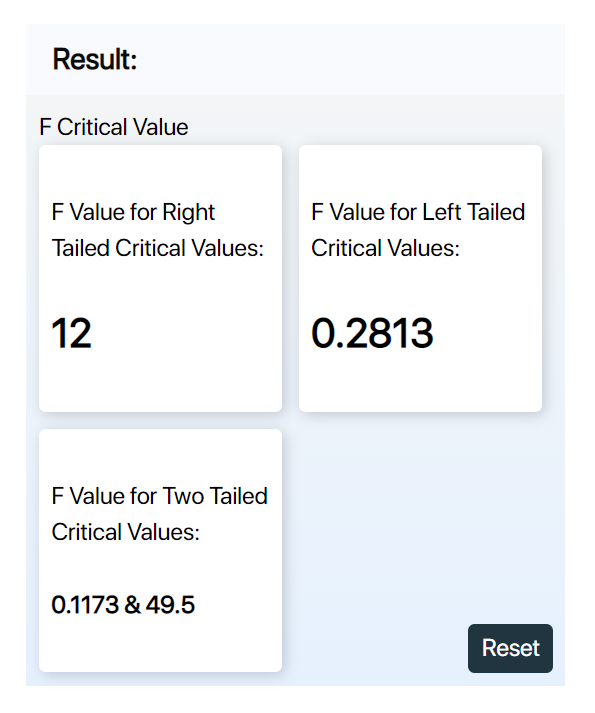 Result:
F Critical Value
F Value for Right
Tailed Critical Values:
12
F Value for Left Tailed
Critical Values:
0.2813
F Value for Two Tailed
Critical Values:
0.1173 & 49.5
Reset